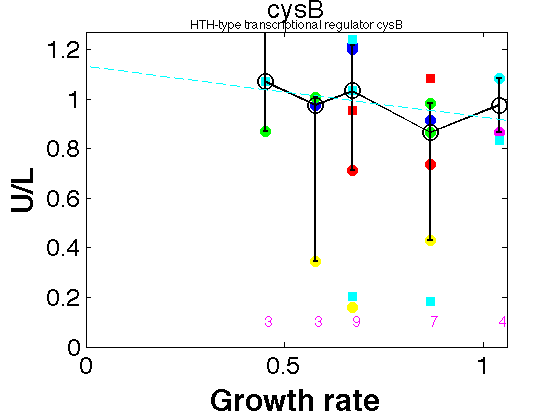 cysB
HTH-type transcriptional regulator cysB
1.2
1
0.8
0.6
0.4
0.2
0
U/L
3 3 9 7 4
0 0.5 1
Growth rate